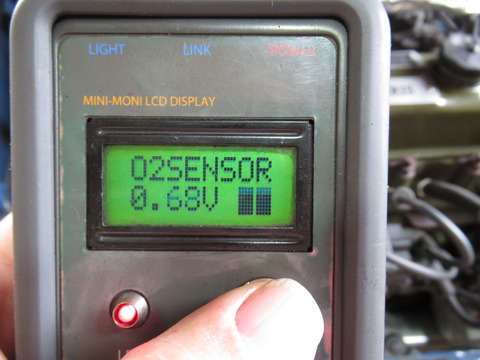 LIGHT LINK POWER
MINI-MONI LCD DISPLAY
O2SENSOR
0.68V